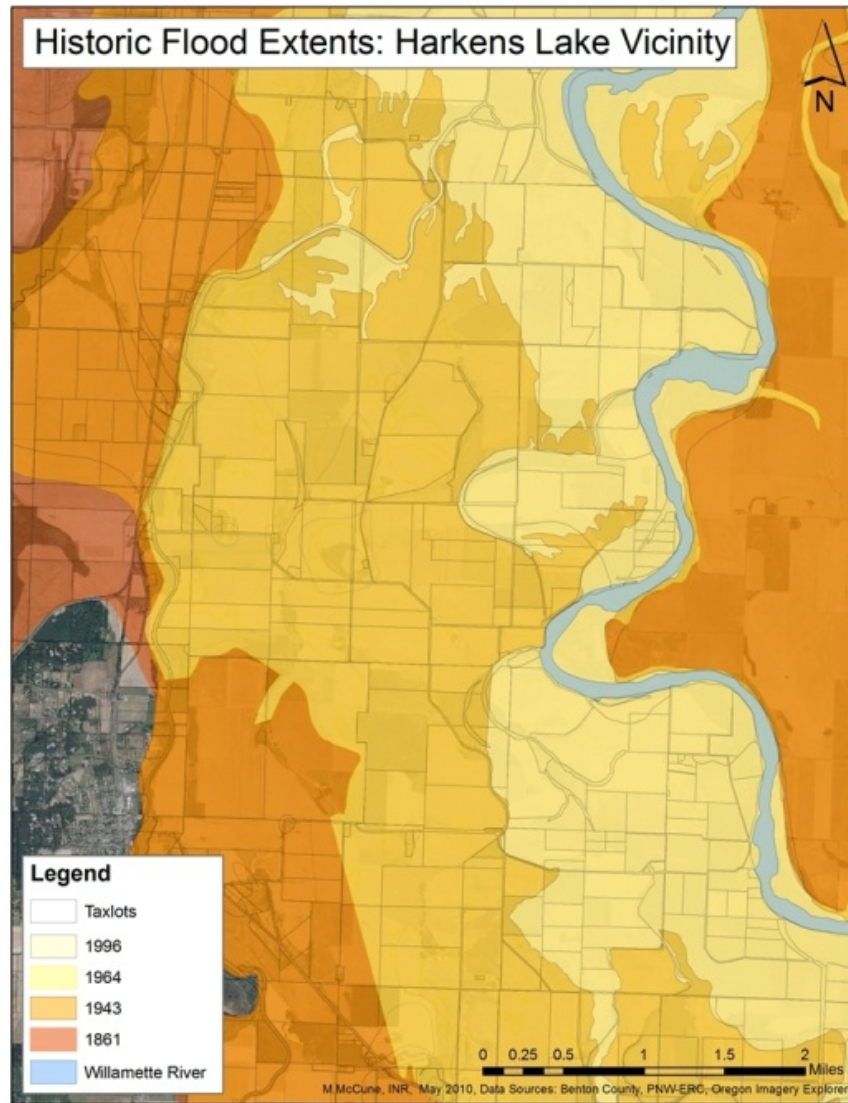 Historic Flood Extents: Harkens Lake Vicinity
N
Legend
Taxlots
1996
1964
1943
1861
Willamette River
0 0.25 0.5 1 1.5 2
Miles
M.McCune, INR, May 2010, Data Sources: Benton County, PNW-ERC, Oregon Imagery Explorer